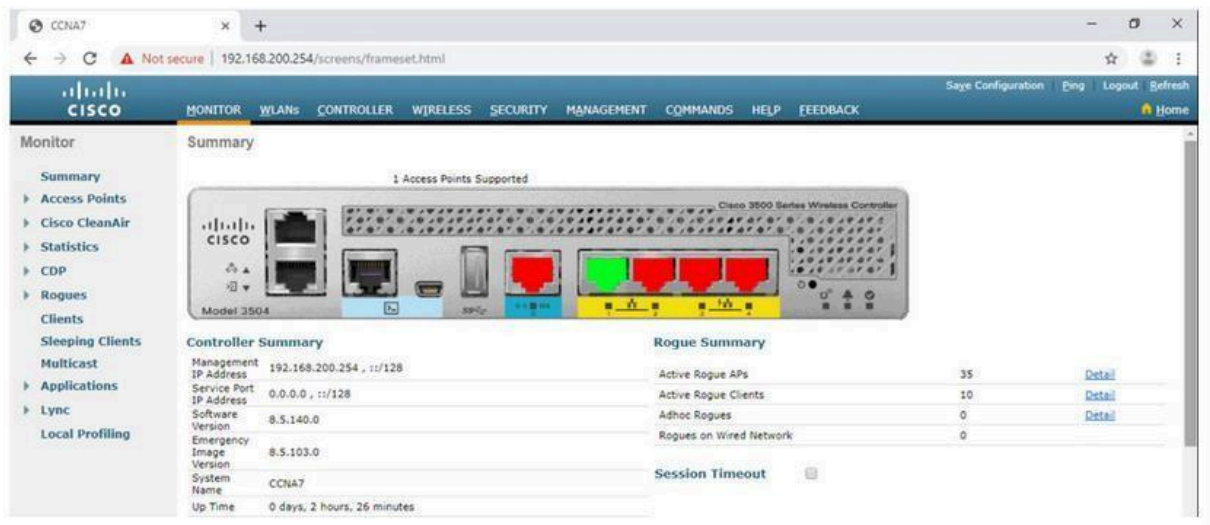 CCNA7
Not secure | 192.168.200.254/screens/frameset.html
Save Configuration Ping Logout Refresh
CISCO
MONITOR WLANs CONTROLLER WIRELESS SECURITY MANAGEMENT COMMANDS HELP FEEDBACK
Home
Monitor
Summary
Access Points
Cisco CleanAir
Statistics
CDP
Rogues
Clients
Sleeping Clients
Multicast
Applications
Lync
Local Profiling
Summary
1 Access Points Supported
Cisco 3500 Series Wireless Controller
CISCO
Model 3504
1 2 3 4
Controller Summary
Management IP Address 192.168.200.254 , ::/128
Service Port IP Address 0.0.0.0 , ::/128
Software Version 8.5.140.0
Emergency Image Version 8.5.103.0
System Name CCNA7
Up Time 0 days, 2 hours, 26 minutes
Rogue Summary
Active Rogue APs 35 Detail
Active Rogue Clients 10 Detail
Adhoc Rogues 0 Detail
Rogues on Wired Network 0
Session Timeout